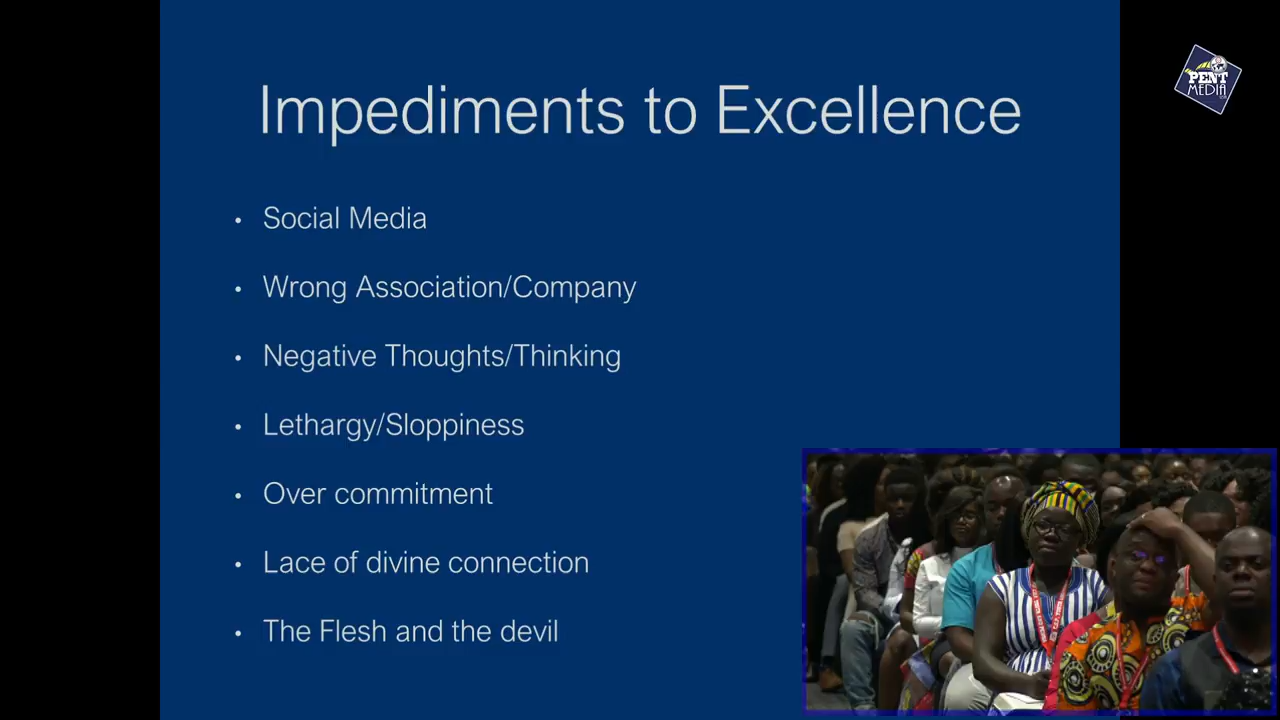 Impediments to Excellence
• Social Media
• Wrong Association/Company
• Negative Thoughts/Thinking
• Lethargy/Sloppiness
• Over commitment
• Lace of divine connection
• The Flesh and the devil
PENT
MEDIA